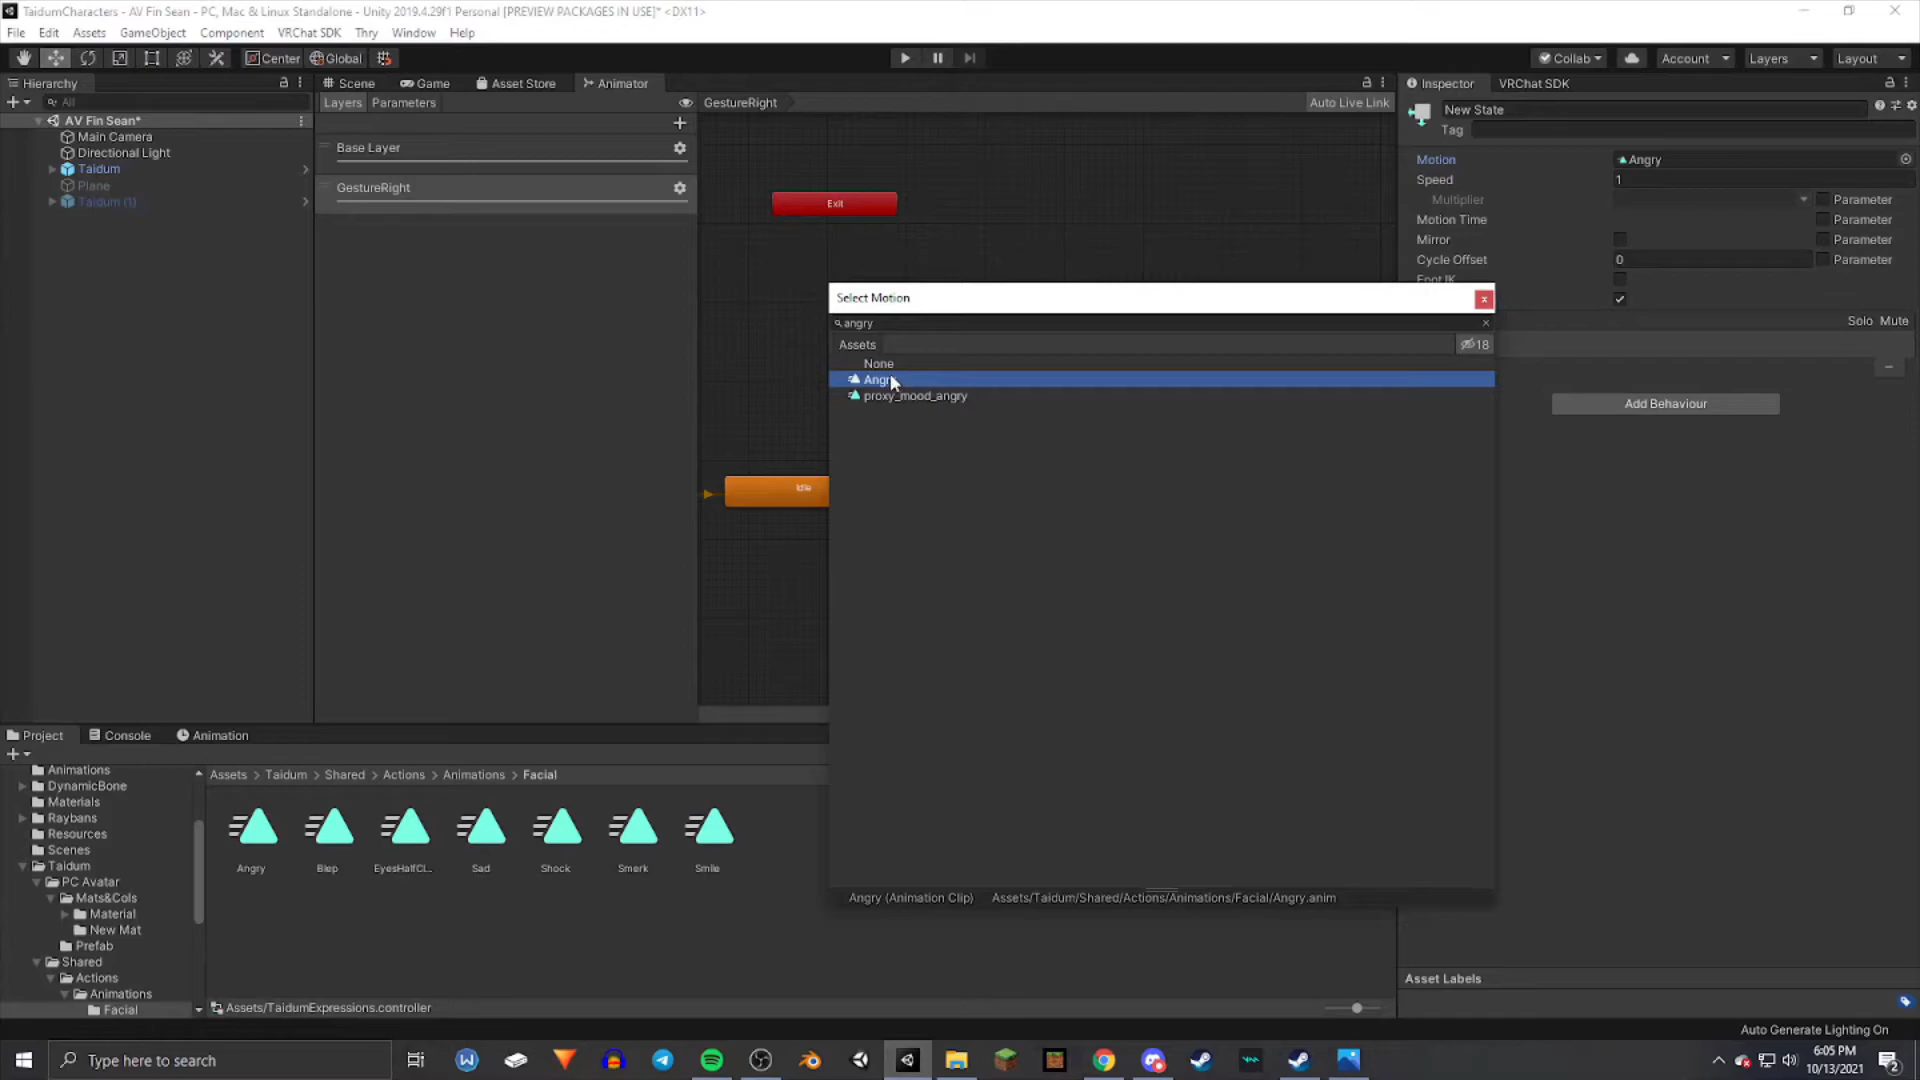 TaidumCharacters - AV Fin Sean - PC, Mac & Linux Standalone - Unity 2019.4.29f1 Personal [PREVIEW PACKAGES IN USE]* <DX11>
File Edit Assets GameObject Component VRChat SDK Thry Window Help
Center Global Collab Account Layers Layout
Hierarchy Scene Game Asset Store Animator Inspector VRChat SDK
All Layers Parameters GestureRight Auto Live Link New State
AV Fin Sean* Tag
Main Camera
Base Layer
Directional Light Motion Angry
Taidum Speed 1
Plane GestureRight
Taidum (1) Multiplier Parameter
Exit
Motion Time Parameter
Mirror Parameter
Cycle Offset 0 Parameter
Foot IK
Select Motion
angry Solo Mute
Assets 18
None
Angry
proxy_mood_angry Add Behaviour
Idle
Project Console Animation
Animations Assets > Taidum > Shared > Actions > Animations > Facial
DynamicBone
Materials
Raybans
Resources
Scenes
Taidum Angry Blep EyesHalfCl... Sad Shock Smerk Smile
PC Avatar
Mats&Cols Angry (Animation Clip) Assets/Taidum/Shared/Actions/Animations/Facial/Angry.anim
Material
New Mat
Prefab
Shared
Actions Asset Labels
Animations
Facial Assets/TaidumExpressions.controller
Auto Generate Lighting On
Type here to search 6:05 PM
10/13/2021
2